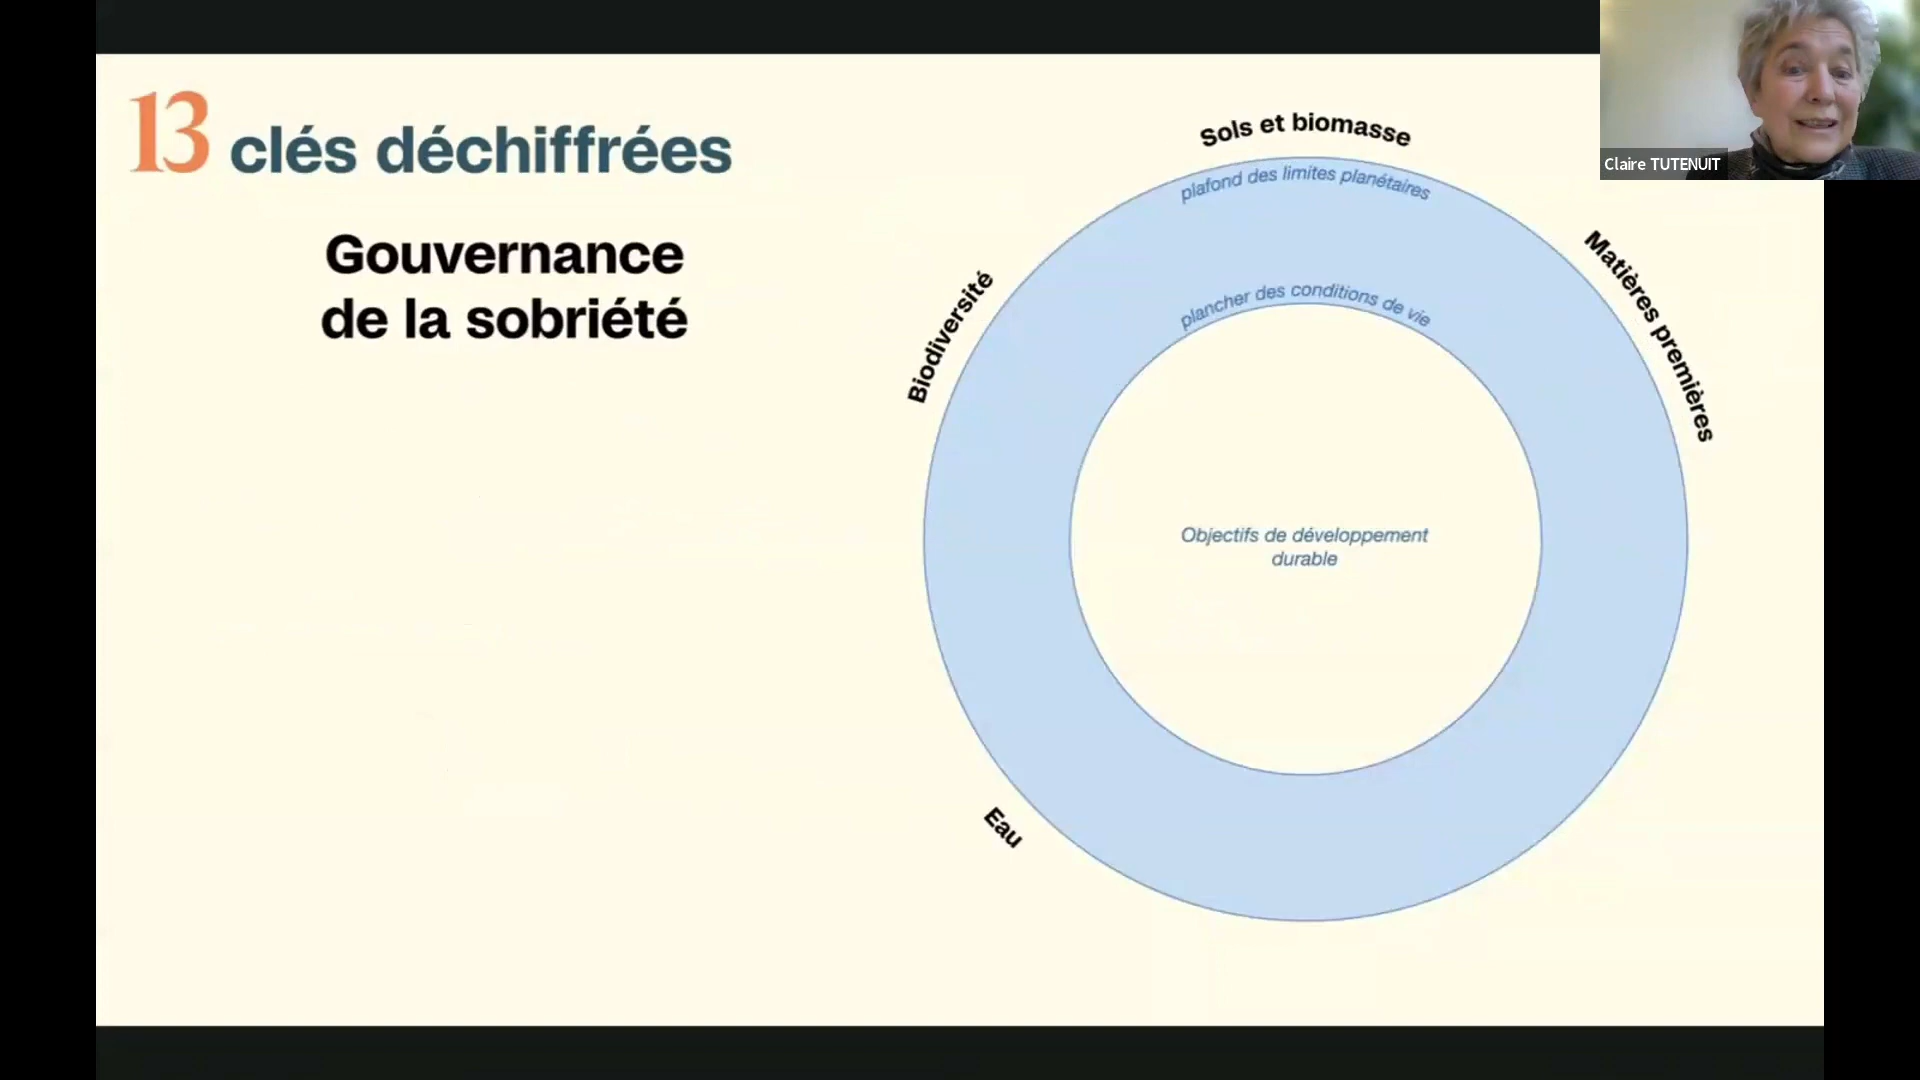 13 clés déchiffrées
Gouvernance
de la sobriété
Sols et biomasse
plafond des limites planétaires
plancher des conditions de vie
Biodiversité
Matières premières
Objectifs de développement
durable
Eau
Claire TUTENUIT